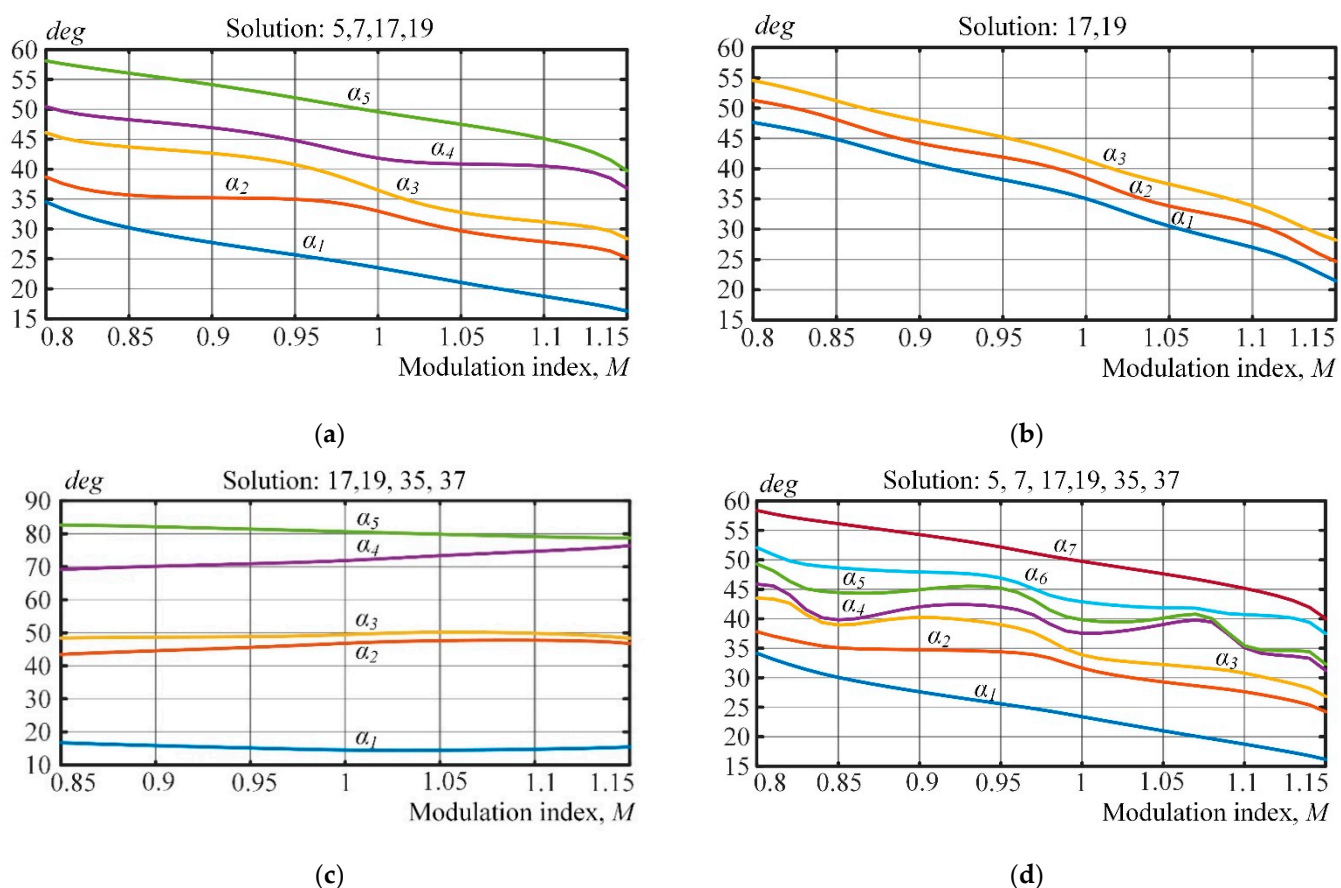 deg Solution: 5,7,17,19
60
55
50
45
40
35
30
25
20
15
α5
α4
α3
α2
α1
0.8 0.85 0.9 0.95 1 1.05 1.1 1.15
Modulation index, M
(a)
deg Solution: 17,19
60
55
50
45
40
35
30
25
20
15
α3
α2
α1
0.8 0.85 0.9 0.95 1 1.05 1.1 1.15
Modulation index, M
(b)
deg Solution: 17,19, 35, 37
90
80
70
60
50
40
30
20
10
α5
α4
α3
α2
α1
0.85 0.9 0.95 1 1.05 1.1 1.15
Modulation index, M
(c)
deg Solution: 5, 7, 17,19, 35, 37
60
55
50
45
40
35
30
25
20
15
α7
α6
α5
α4
α2
α3
α1
0.8 0.85 0.9 0.95 1 1.05 1.1 1.15
Modulation index, M
(d)